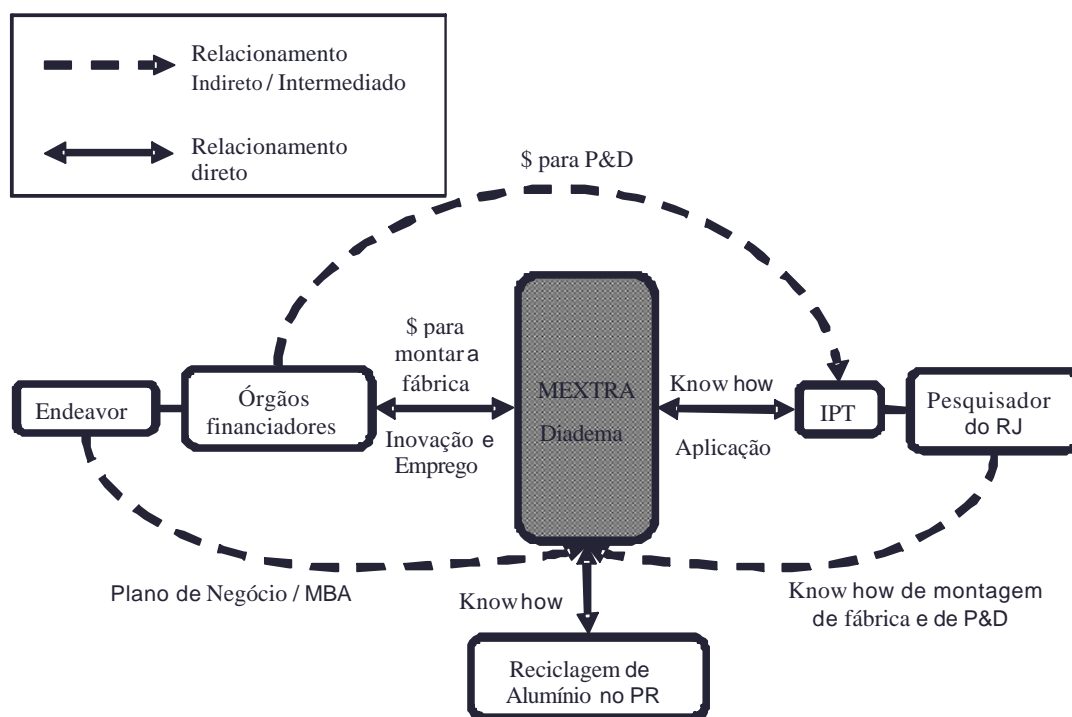 Relacionamento
Indireto / Intermediado
Relacionamento
direto
$ para P&D
$ para
montar a
fábrica
Endeavor
Órgãos
financiadores
Inovação e
Emprego
MEXTRA
Diadema
Know how
Aplicação
IPT
Pesquisador
do RJ
Plano de Negócio / MBA
Know how
Know how de montagem
de fábrica e de P&D
Reciclagem de
Alumínio no PR